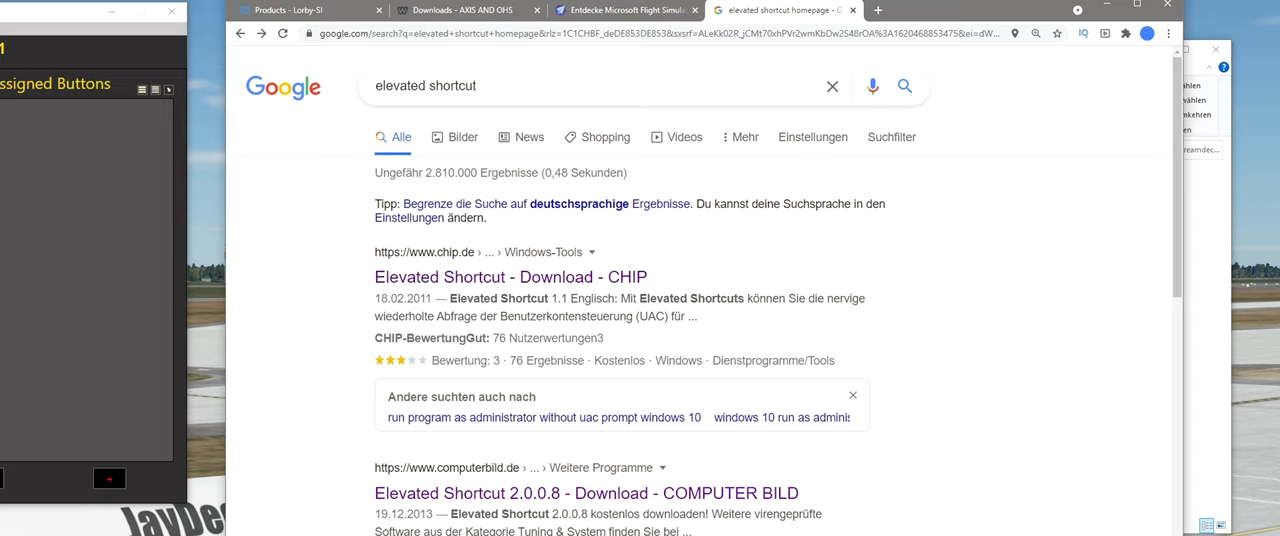 Products - Lorby-SI
Downloads - AXIS AND OHS
Entdecke Microsoft Flight Simula
elevated shortcut homepage - G
google.com/search?q=elevated+shortcut+homepage&rlz=1C1CHBF_deDE853DE853&sxsrf=ALeKk02R_jCMt70xhPVr2wmKbDw2S48rOA%3A1620468853475&ei=dW...
1
ssigned Buttons
Google
elevated shortcut
Alle Bilder News Shopping Videos Mehr Einstellungen Suchfilter
Ungefähr 2.810.000 Ergebnisse (0,48 Sekunden)
Tipp: Begrenze die Suche auf deutschsprachige Ergebnisse. Du kannst deine Suchsprache in den
Einstellungen ändern.
https://www.chip.de › ... › Windows-Tools
Elevated Shortcut - Download - CHIP
18.02.2011 — Elevated Shortcut 1.1 Englisch: Mit Elevated Shortcuts können Sie die nervige
wiederholte Abfrage der Benutzerkontensteuerung (UAC) für ...
CHIP-BewertungGut: 76 Nutzerwertungen3
Bewertung: 3 · 76 Ergebnisse · Kostenlos · Windows · Dienstprogramme/Tools
Andere suchten auch nach
run program as administrator without uac prompt windows 10 windows 10 run as adminis
https://www.computerbild.de › ... › Weitere Programme
Elevated Shortcut 2.0.0.8 - Download - COMPUTER BILD
19.12.2013 — Elevated Shortcut 2.0.0.8 kostenlos downloaden! Weitere virengeprüfte
Software aus der Kategorie Tuning & System finden Sie bei ...
ählen
wählen
mkehren
en
reamdec...
JayDee